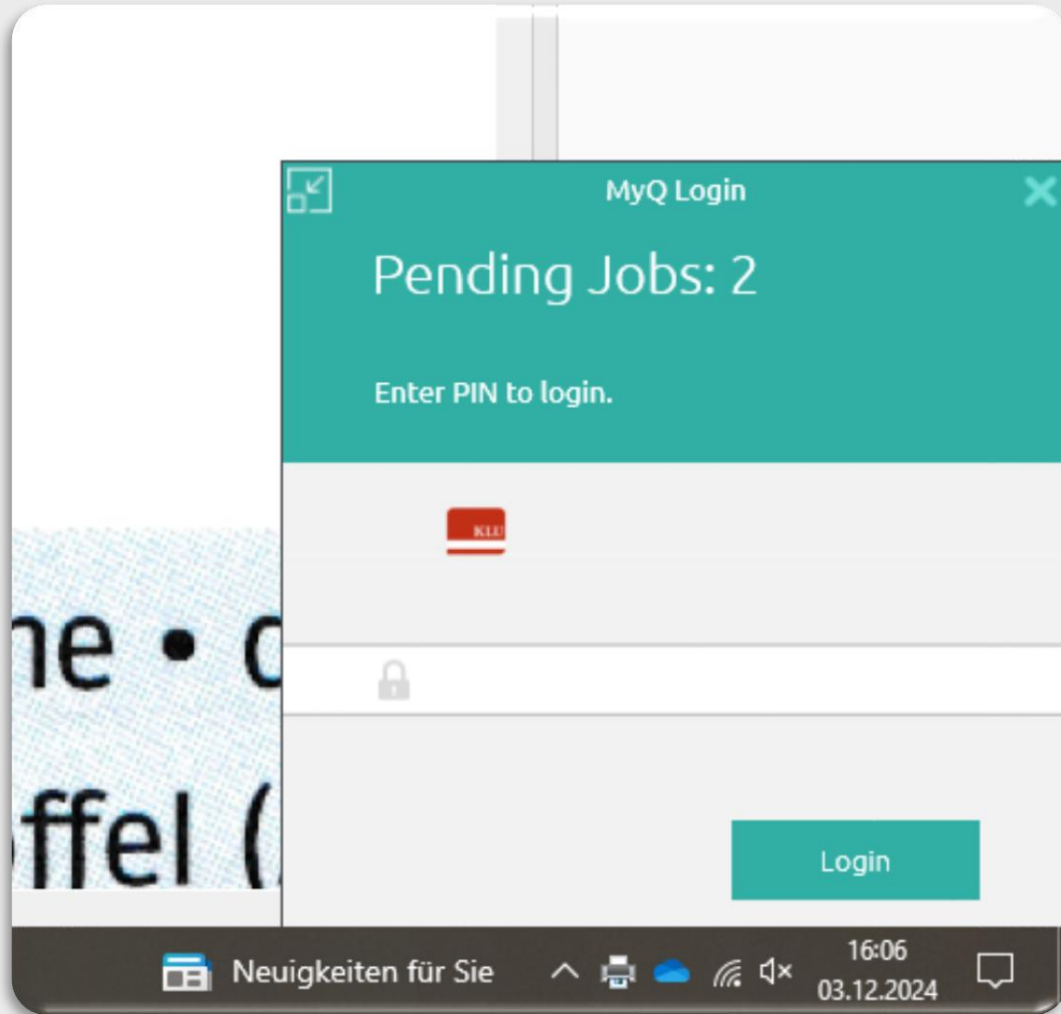 MyQ Login
Pending Jobs: 2
Enter PIN to login.
KLU
ne • c
offel (
Login
Neuigkeiten für Sie
16:06
03.12.2024